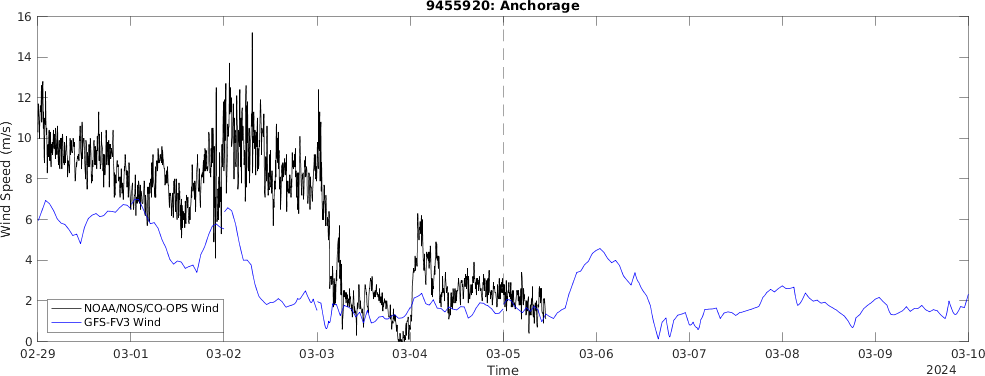 9455920: Anchorage
16
14
12
10
8
6
4
2
0
Wind Speed (m/s)
NOAA/NOS/CO-OPS Wind
GFS-FV3 Wind
02-29 03-01 03-02 03-03 03-04 03-05 03-06 03-07 03-08 03-09 03-10
Time
2024